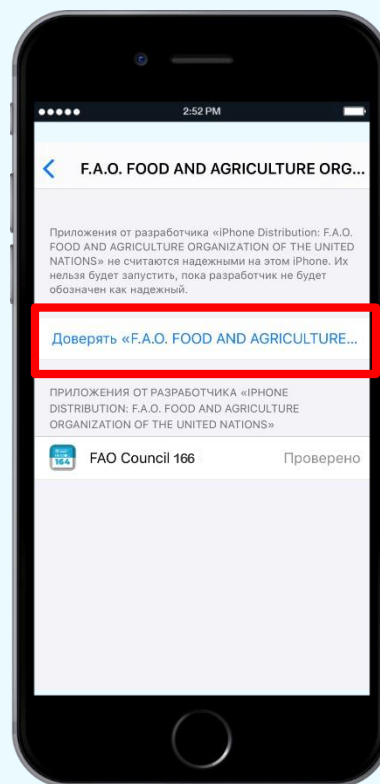 2:52 PM
F.A.O. FOOD AND AGRICULTURE ORG...
Приложения от разработчика «iPhone Distribution: F.A.O.
FOOD AND AGRICULTURE ORGANIZATION OF THE UNITED
NATIONS» не считаются надежными на этом iPhone. Их
нельзя будет запустить, пока разработчик не будет
обозначен как надежный.
Доверять «F.A.O. FOOD AND AGRICULTURE...
ПРИЛОЖЕНИЯ ОТ РАЗРАБОТЧИКА «IPHONE
DISTRIBUTION: F.A.O. FOOD AND AGRICULTURE
ORGANIZATION OF THE UNITED NATIONS»
164
FAO Council 166 Проверено